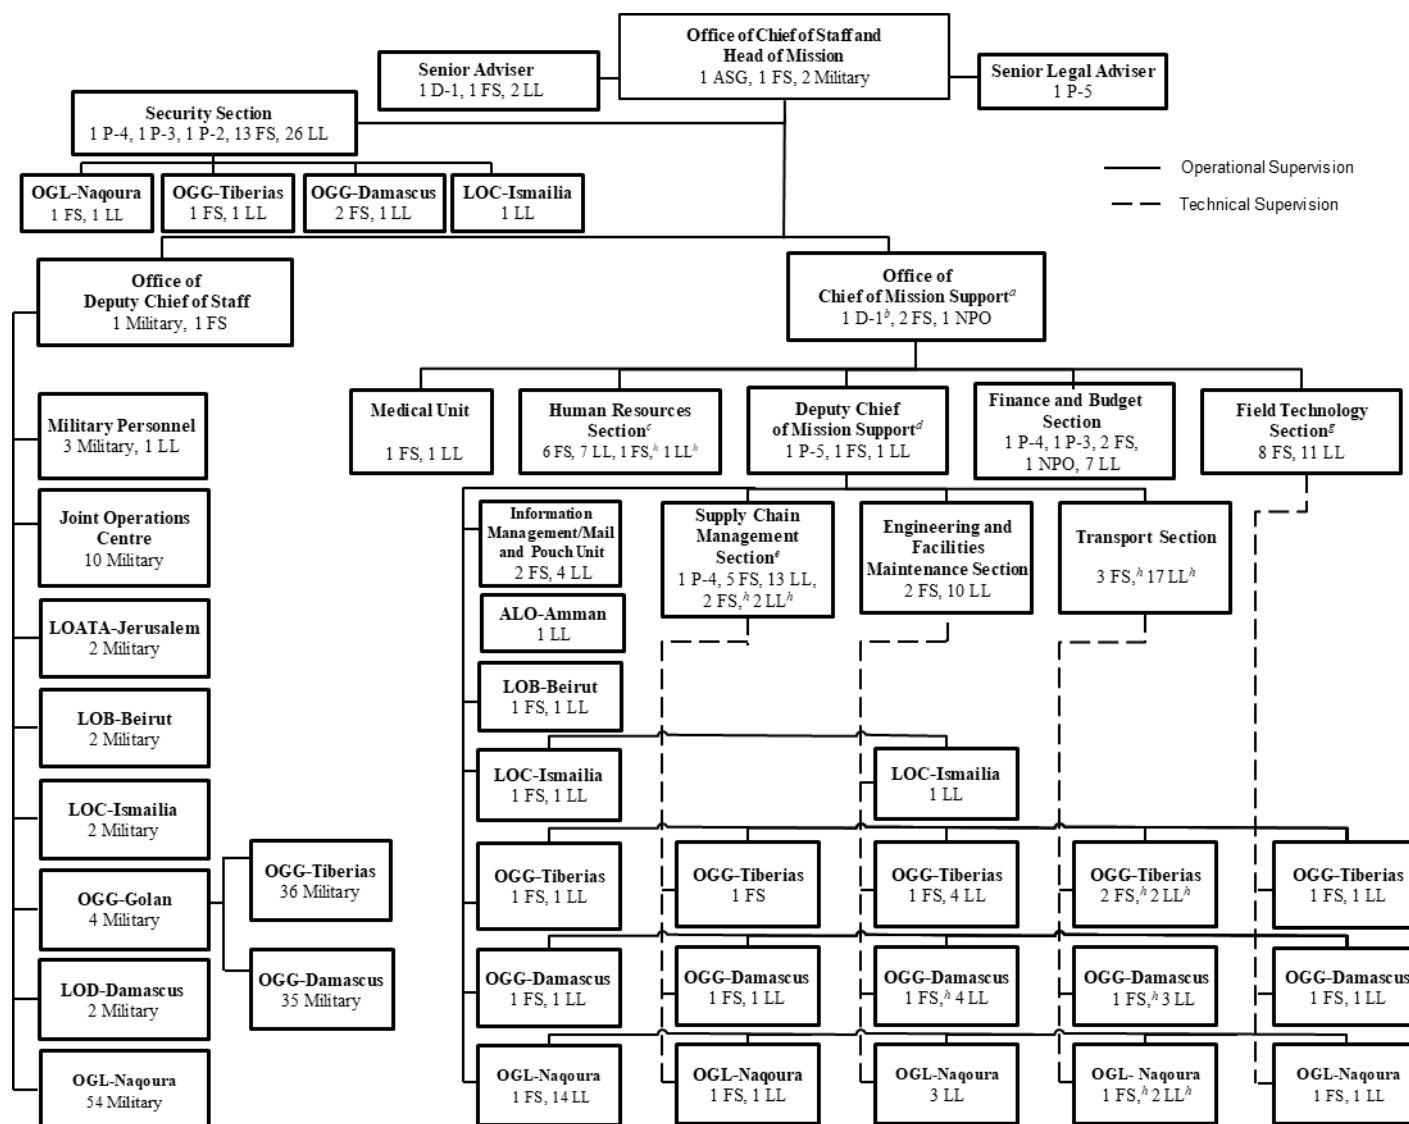 Office of Chief of Staff and
Head of Mission
1 ASG, 1 FS, 2 Military
Senior Adviser
1 D-1, 1 FS, 2 LL
Senior Legal Adviser
1 P-5
Security Section
1 P-4, 1 P-3, 1 P-2, 13 FS, 26 LL
OGL-Naqoura
1 FS, 1 LL
OGG-Tiberias
1 FS, 1 LL
OGG-Damascus
2 FS, 1 LL
LOC-Ismailia
1 LL
Operational Supervision
Technical Supervision
Office of
Deputy Chief of Staff
1 Military, 1 FS
Office of
Chief of Mission Support^a
1 D-1^b, 2 FS, 1 NPO
Military Personnel
3 Military, 1 LL
Joint Operations
Centre
10 Military
LOATA-Jerusalem
2 Military
LOB-Beirut
2 Military
LOC-Ismailia
2 Military
OGG-Golan
4 Military
OGG-Tiberias
36 Military
OGG-Damascus
35 Military
LOD-Damascus
2 Military
OGL-Naqoura
54 Military
Medical Unit
1 FS, 1 LL
Human Resources
Section^c
6 FS, 7 LL, 1 FS,^h 1 LL^h
Deputy Chief
of Mission Support^d
1 P-5, 1 FS, 1 LL
Finance and Budget
Section
1 P-4, 1 P-3, 2 FS,
1 NPO, 7 LL
Field Technology
Section^g
8 FS, 11 LL
Information
Management/Mail
and Pouch Unit
2 FS, 4 LL
Supply Chain
Management
Section^e
1 P-4, 5 FS, 13 LL,
2 FS,^h 2 LL^h
Engineering and
Facilities
Maintenance Section
2 FS, 10 LL
Transport Section
3 FS,^h 17 LL^h
ALO-Amman
1 LL
LOB-Beirut
1 FS, 1 LL
LOC-Ismailia
1 FS, 1 LL
LOC-Ismailia
1 LL
OGG-Tiberias
1 FS, 1 LL
OGG-Tiberias
1 FS
OGG-Tiberias
1 FS, 4 LL
OGG-Tiberias
2 FS,^h 2 LL^h
OGG-Tiberias
1 FS, 1 LL
OGG-Damascus
1 FS, 1 LL
OGG-Damascus
1 FS, 1 LL
OGG-Damascus
1 FS,^h 4 LL
OGG-Damascus
1 FS,^h 3 LL
OGG-Damascus
1 FS, 1 LL
OGL-Naqoura
1 FS, 14 LL
OGL-Naqoura
1 FS, 1 LL
OGL-Naqoura
3 LL
OGL- Naqoura
1 FS,^h 2 LL^h
OGL-Naqoura
1 FS, 1 LL